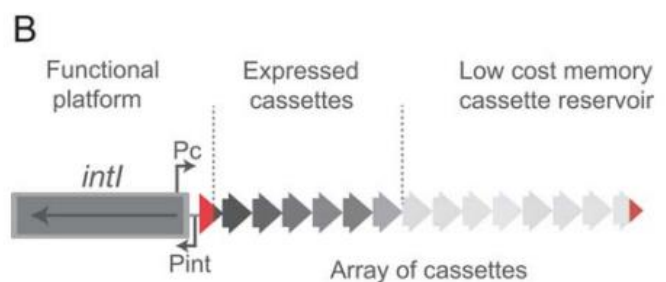 B
Functional
platform
Expressed
cassettes
Low cost memory
cassette reservoir
intI
Pc
Pint
Array of cassettes